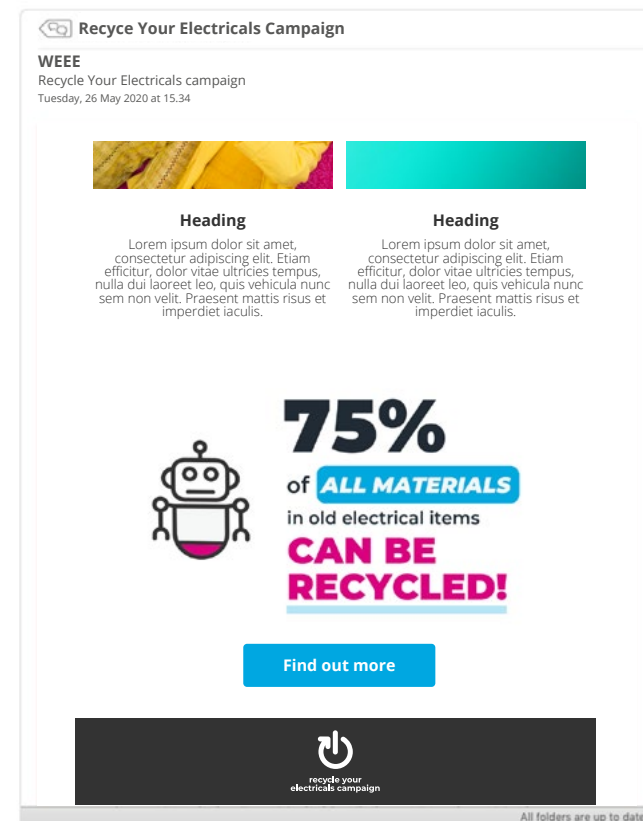 Recyce Your Electricals Campaign
WEEE
Recycle Your Electricals campaign
Tuesday, 26 May 2020 at 15.34
Heading
Lorem ipsum dolor sit amet,
consectetur adipiscing elit. Etiam
efficitur, dolor vitae ultricies tempus,
nulla dui laoreet leo, quis vehicula nunc
sem non velit. Praesent mattis risus et
imperdiet iaculis.
Heading
Lorem ipsum dolor sit amet,
consectetur adipiscing elit. Etiam
efficitur, dolor vitae ultricies tempus,
nulla dui laoreet leo, quis vehicula nunc
sem non velit. Praesent mattis risus et
imperdiet iaculis.
75%
of ALL MATERIALS
in old electrical items
CAN BE
RECYCLED!
Find out more
recycle your
electricals campaign
All folders are up to date